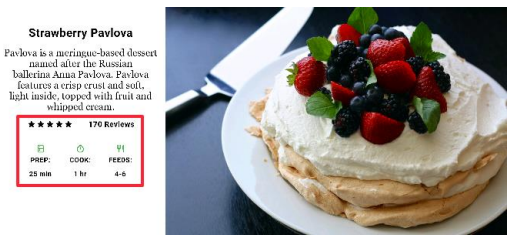 Strawberry Pavlova
Pavlova is a meringue-based dessert
named after the Russian
ballerina Anna Pavlova. Pavlova
features a crisp crust and soft,
light inside, topped with fruit and
whipped cream.
★★★★★ 170 Reviews
PREP: COOK: FEEDS:
25 min 1 hr 4-6